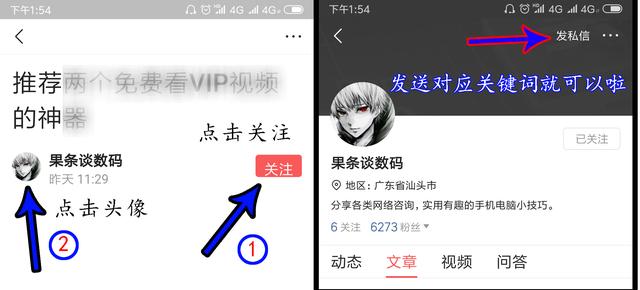 下午1:54
4G 4G
推荐两个免费看VIP视频
的神器
点击关注
果条谈数码
昨天 11:29
关注
点击头像
②
①
下午1:54
4G 4G
发私信
发送对应关键词就可以啦
已关注
果条谈数码
地区: 广东省汕头市
分享各类网络咨询，实用有趣的手机电脑小技巧。
6 关注 6273 粉丝
动态 文章 视频 问答